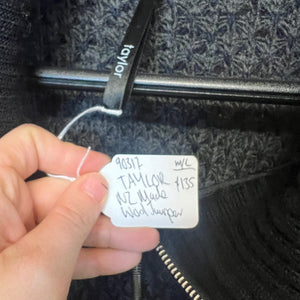 taylor
90317 M/L
TAYLOR $135
NZ Made
Wool Jumper